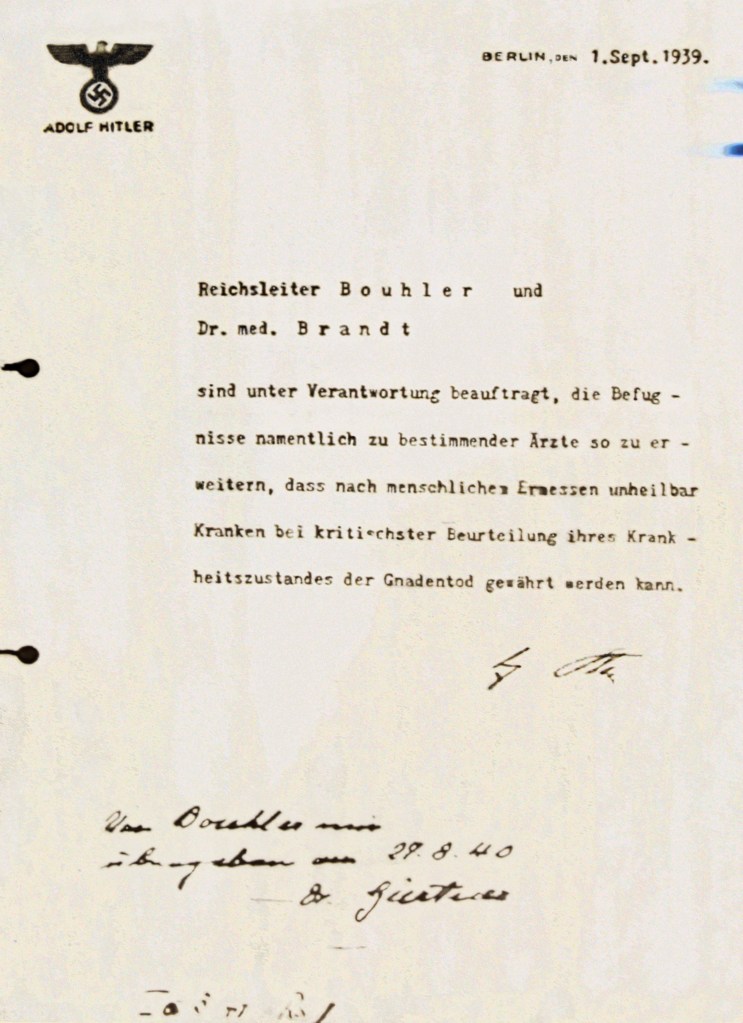 BERLIN, DEN 1.Sept.1939.
ADOLF HITLER
Reichsleiter Bouhler und
Dr. med. Brandt
sind unter Verantwortung beauftragt, die Befug -
nisse namentlich zu bestimmender Ärzte so zu er -
weitern, dass nach menschlichem Ermessen unheilbar
Kranken bei kritischster Beurteilung ihres Krank -
heitszustandes der Gnadentod gewährt werden kann.
Von Bouhler mir
übergeben am 27.8.40
Dr. Gürtner